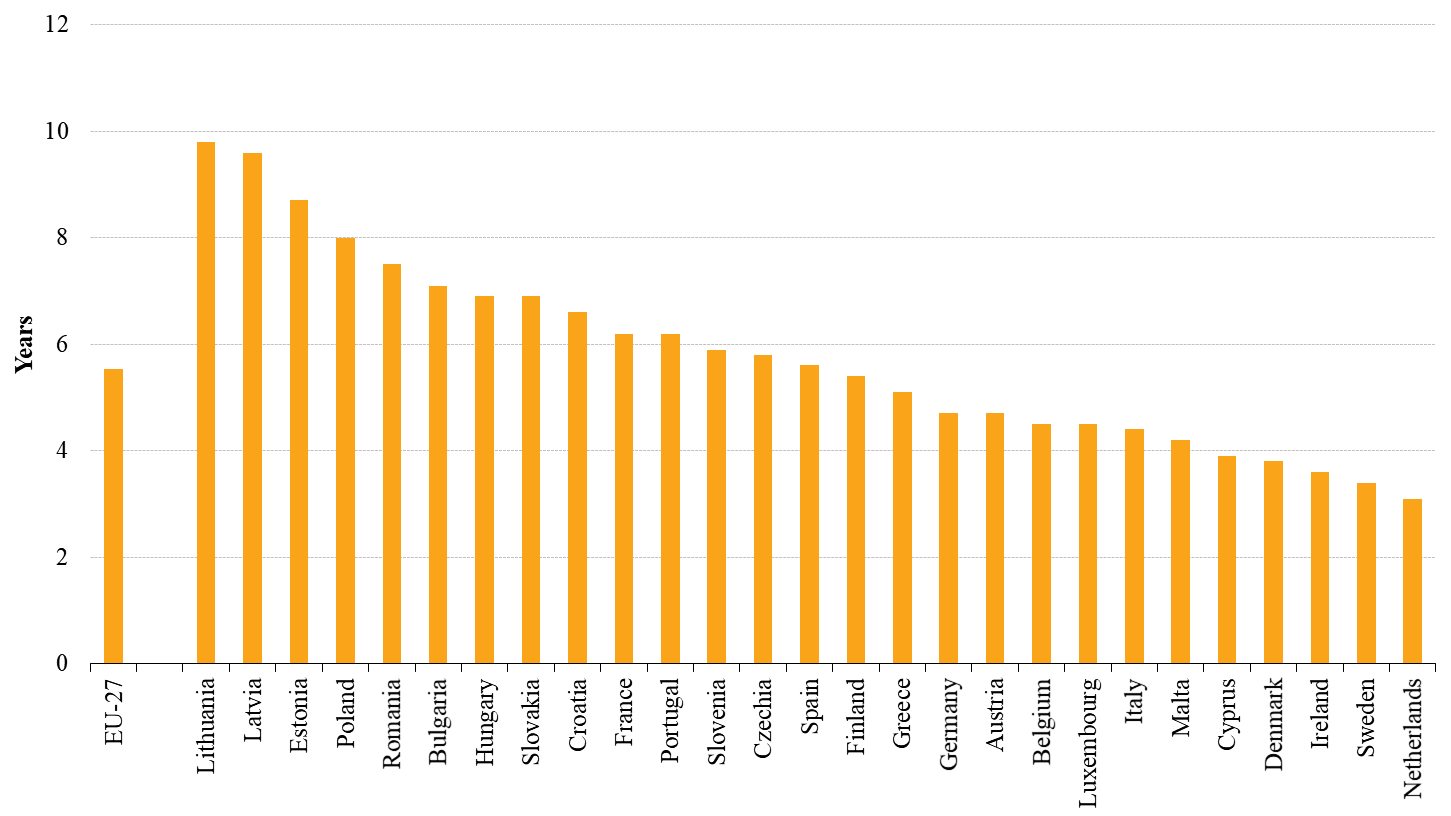 12
10
8
6
4
2
0
Years
EU-27
Lithuania
Latvia
Estonia
Poland
Romania
Bulgaria
Hungary
Slovakia
Croatia
France
Portugal
Slovenia
Czechia
Spain
Finland
Greece
Germany
Austria
Belgium
Luxembourg
Italy
Malta
Cyprus
Denmark
Ireland
Sweden
Netherlands